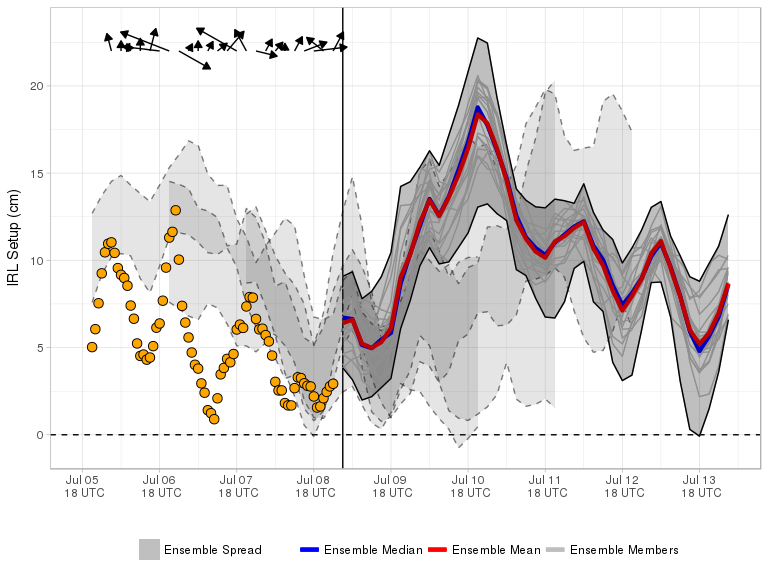 IRL Setup (cm)
20
15
10
5
0
Jul 05 Jul 06 Jul 07 Jul 08 Jul 09 Jul 10 Jul 11 Jul 12 Jul 13
18 UTC 18 UTC 18 UTC 18 UTC 18 UTC 18 UTC 18 UTC 18 UTC 18 UTC
Ensemble Spread Ensemble Median Ensemble Mean Ensemble Members